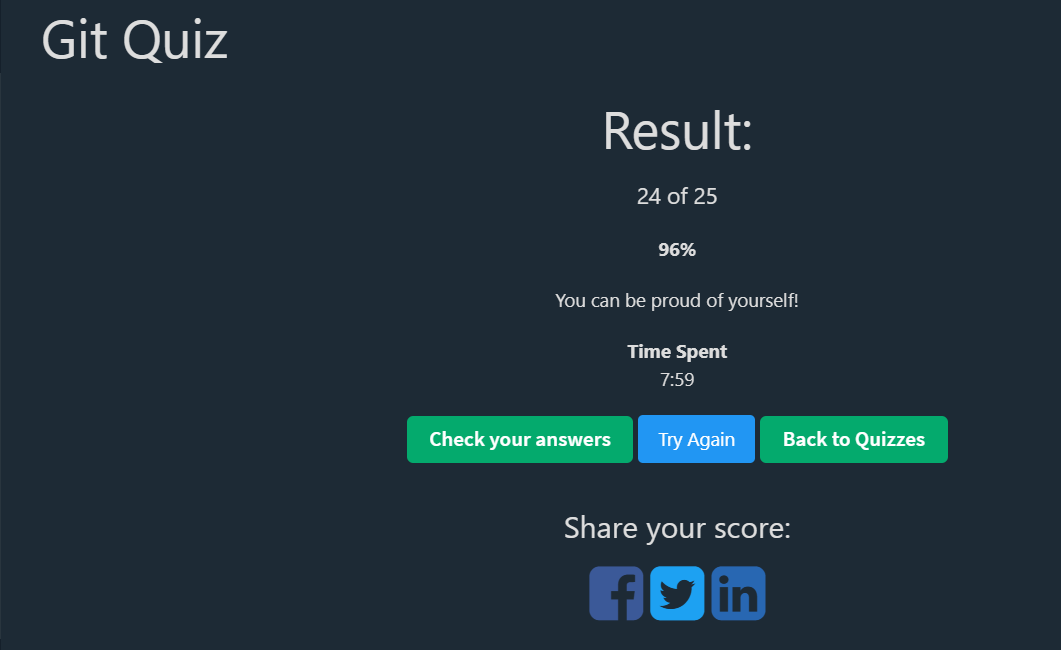 Git Quiz
Result:
24 of 25
96%
You can be proud of yourself!
Time Spent
7:59
Check your answers Try Again Back to Quizzes
Share your score:
f in